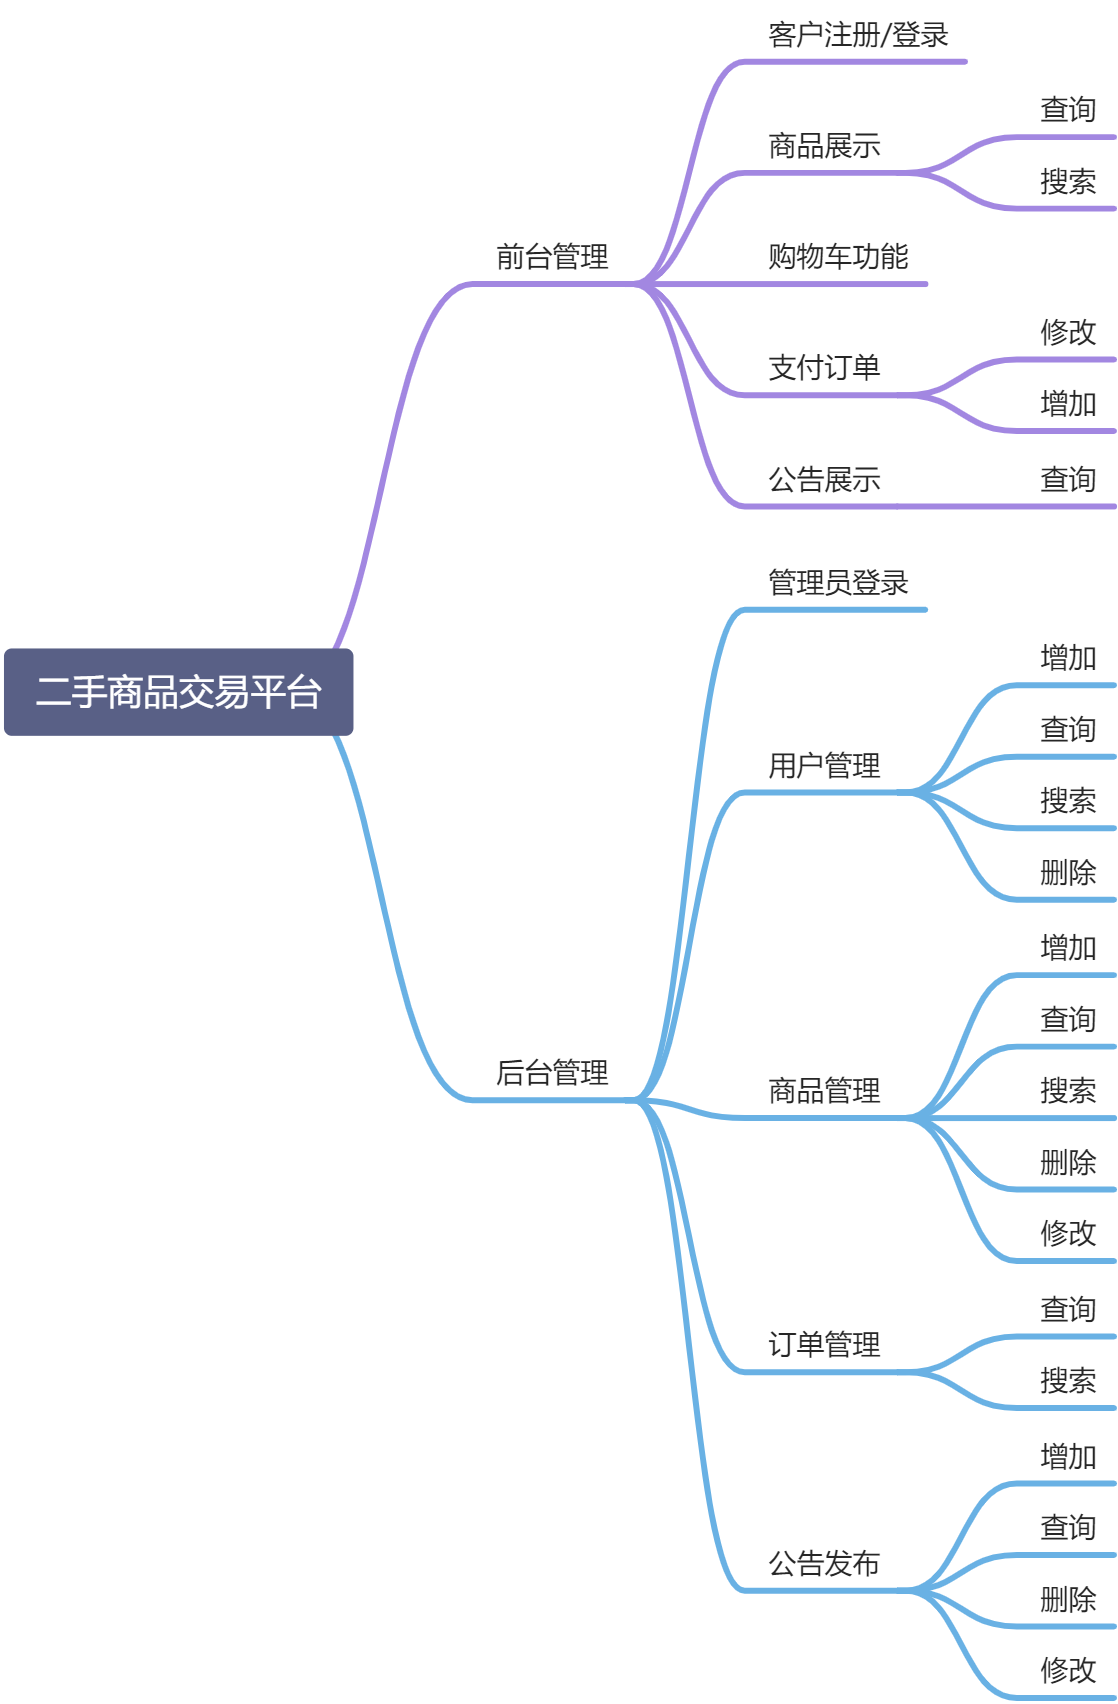 二手商品交易平台
前台管理
客户注册/登录
商品展示
查询
搜索
购物车功能
支付订单
修改
增加
公告展示
查询
后台管理
管理员登录
用户管理
增加
查询
搜索
删除
商品管理
增加
查询
搜索
删除
修改
订单管理
查询
搜索
公告发布
增加
查询
删除
修改